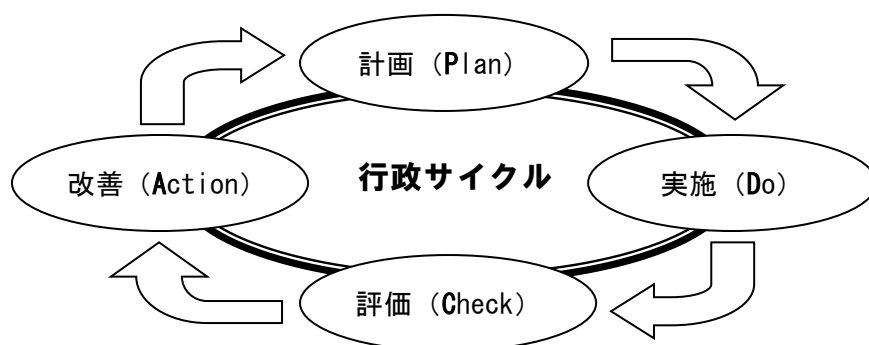 計画（Plan）
改善（Action）
行政サイクル
実施（Do）
評価（Check）